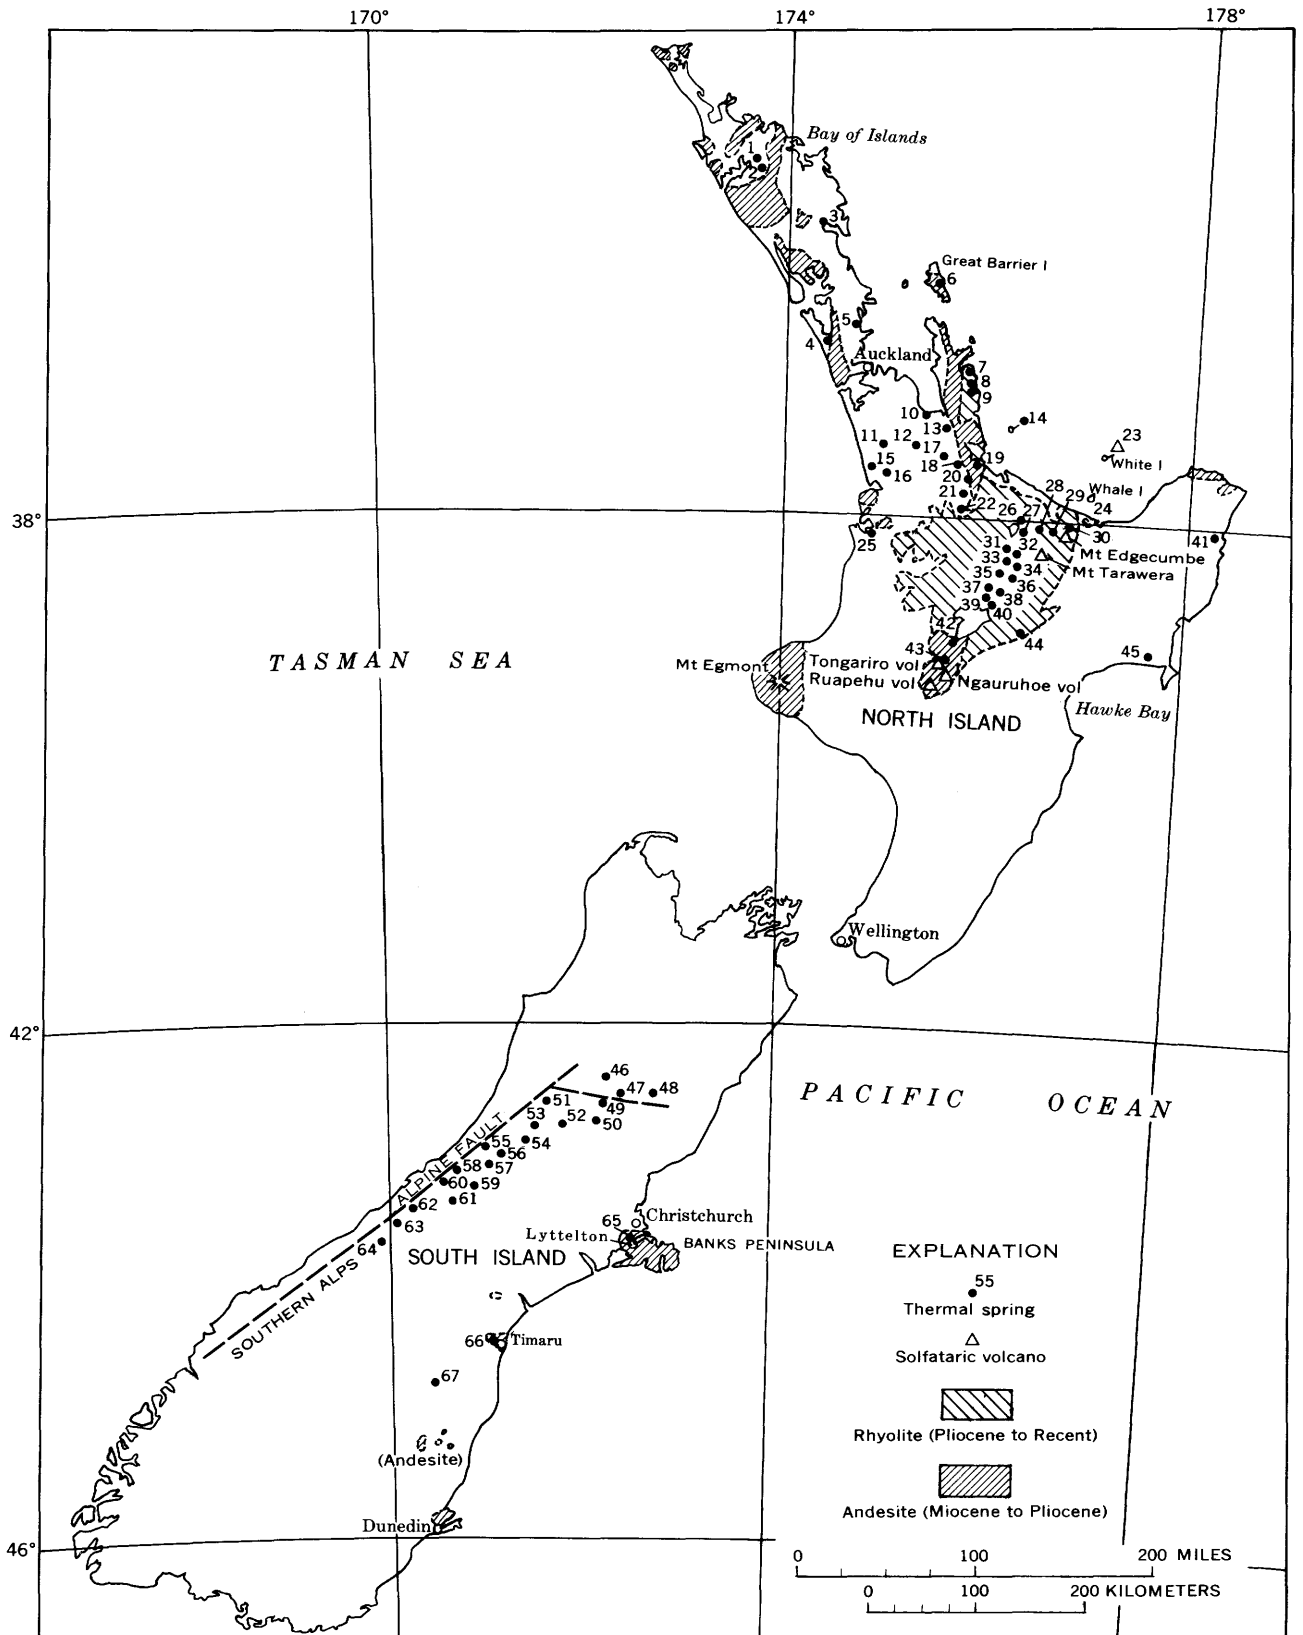 170° 174° 178°
Bay of Islands
1
3
Great Barrier I
6
5
4
Auckland
7
8
9
10
14
13
11 12
23
17
White I
15
18 19
16
20
28
Whale I
21
29
22 26 27 24
38°
25
30
41
31 32
Mt Edgecumbe
33
34
Mt Tarawera
35
36
37
38
39
40
42
44
43
45
TASMAN SEA
Mt Egmont
Tongariro vol
Ruapehu vol
Ngauruhoe vol
Hawke Bay
NORTH ISLAND
Wellington
42°
46
47 48
51
49
PACIFIC OCEAN
53 52
50
54
ALPINE FAULT
55
56
58 57
60 59
62 61
63
64
65
Christchurch
Lyttelton
BANKS PENINSULA
SOUTH ISLAND
SOUTHERN ALPS
66 Timaru
67
(Andesite)
Dunedin
46°
EXPLANATION
55
Thermal spring
Solfataric volcano
Rhyolite (Pliocene to Recent)
Andesite (Miocene to Pliocene)
0 100 200 MILES
0 100 200 KILOMETERS